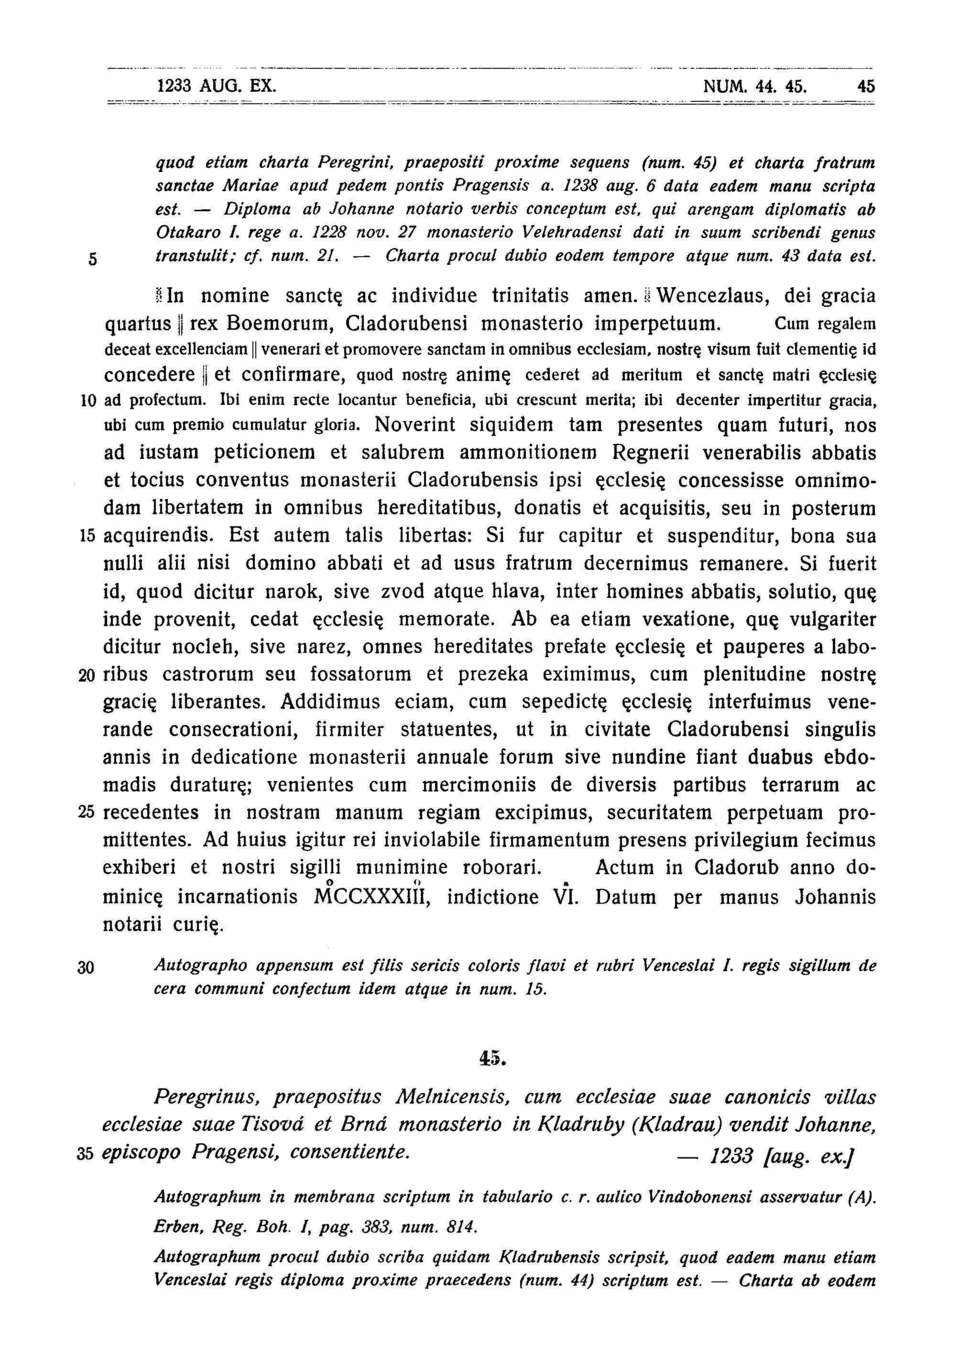 1233 AUG. EX. NUM. 44. 45. 45
quod etiam charta Peregrini, praepositi proxime sequens (num. 45) et charta fratrum
sanctae Mariae apud pedem pontis Pragensis a. 1238 aug. 6 data eadem manu scripta
est. — Diploma ab Johanne notario verbis conceptum est, qui arengam diplomatis ab
Otakaro I. rege a. 1228 nov. 27 monasterio Velehradensi dati in suum scribendi genus
5 transtulit; cf. num. 21. — Charta procul dubio eodem tempore atque num. 43 data est.
In nomine sanctę ac individue trinitatis amen. Wencezlaus, dei gracia
quartus || rex Boemorum, Cladorubensi monasterio imperpetuum. Cum regalem
deceat excellenciam || venerari et promovere sanctam in omnibus ecclesiam, nostrę visum fuit clementię id
concedere || et confirmare, quod nostrę animę cederet ad meritum et sanctę matri ęcclesię
10 ad profectum. Ibi enim recte locantur beneficia, ubi crescunt merita; ibi decenter impertitur gracia,
ubi cum premio cumulatur gloria. Noverint siquidem tam presentes quam futuri, nos
ad iustam peticionem et salubrem ammonitionem Regnerii venerabilis abbatis
et tocius conventus monasterii Cladorubensis ipsi ęcclesię concessisse omnimo-
dam libertatem in omnibus hereditatibus, donatis et acquisitis, seu in posterum
15 acquirendis. Est autem talis libertas: Si fur capitur et suspenditur, bona sua
nulli alii nisi domino abbati et ad usus fratrum decernimus remanere. Si fuerit
id, quod dicitur narok, sive zvod atque hlava, inter homines abbatis, solutio, quę
inde provenit, cedat ęcclesię memorate. Ab ea etiam vexatione, quę vulgariter
dicitur nocleh, sive narez, omnes hereditates prefate ęcclesię et pauperes a labo-
20 ribus castrorum seu fossatorum et prezeka eximimus, cum plenitudine nostrę
gracię liberantes. Addidimus eciam, cum sepedictę ęcclesię interfuimus vene-
rande consecrationi, firmiter statuentes, ut in civitate Cladorubensi singulis
annis in dedicatione monasterii annuale forum sive nundine fiant duabus ebdo-
madis duraturę; venientes cum mercimoniis de diversis partibus terrarum ac
25 recedentes in nostram manum regiam excipimus, securitatem perpetuam pro-
mittentes. Ad huius igitur rei inviolabile firmamentum presens privilegium fecimus
exhiberi et nostri sigilli munimine roborari. Actum in Cladorub anno do-
minicę incarnationis M̊CCXXXIII, indictione VI. Datum per manus Johannis
notarii curię.
30 Autographo appensum est filis sericis coloris flavi et rubri Venceslai I. regis sigillum de
cera communi confectum idem atque in num. 15.
45.
Peregrinus, praepositus Melnicensis, cum ecclesiae suae canonicis villas
ecclesiae suae Tisová et Brná monasterio in Kladruby (Kladrau) vendit Johanne,
35 episcopo Pragensi, consentiente. — 1233 [aug. ex.]
Autographum in membrana scriptum in tabulario c. r. aulico Vindobonensi asservatur (A).
Erben, Reg. Boh. I, pag. 383, num. 814.
Autographum procul dubio scriba quidam Kladrubensis scripsit, quod eadem manu etiam
Venceslai regis diploma proxime praecedens (num. 44) scriptum est. — Charta ab eodem